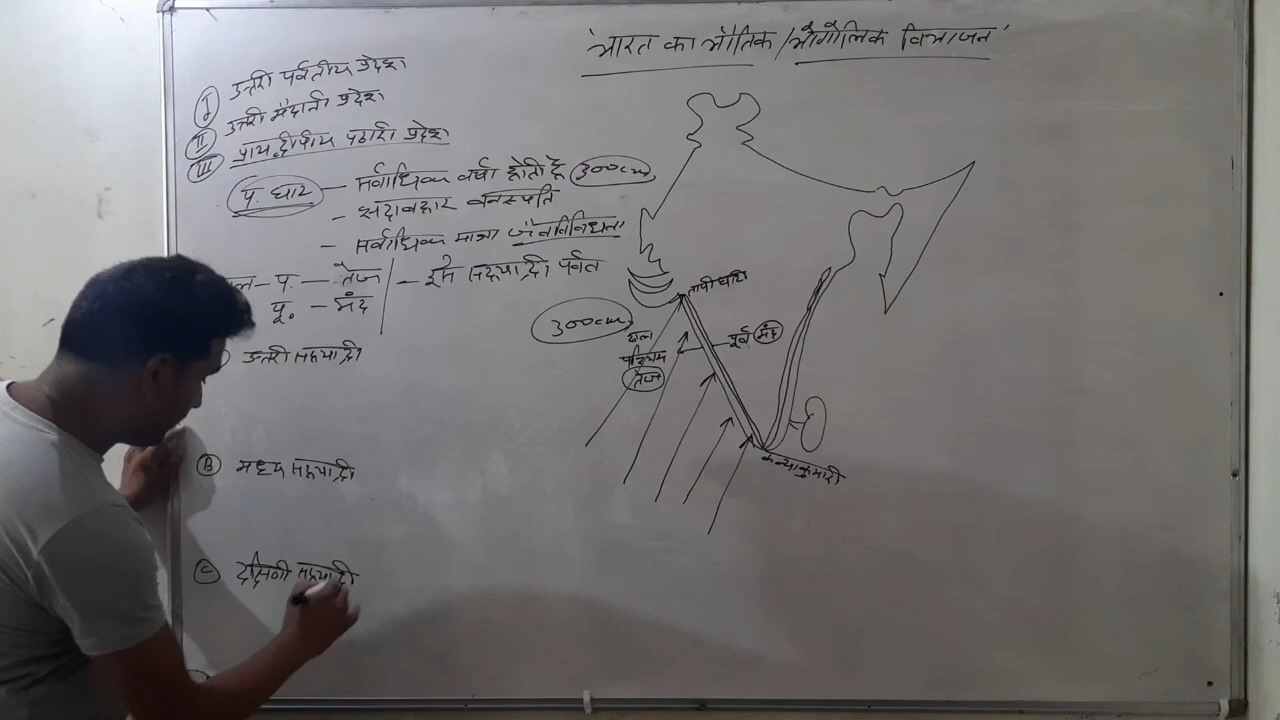 'भारत का भौतिक / भौगोलिक विभाजन'
I उत्तरी पर्वतीय प्रदेश
II उत्तरी मैदानी प्रदेश
III प्रायद्वीपीय पठारी प्रदेश
प. घाट – सर्वाधिक वर्षा होती है 300cm
– सदाबहार वनस्पति
– सर्वाधिक मात्रा जैवविविधता
– प. – तेज
– इसे सह्याद्री पर्वत
पू. – मंद
उत्तरी सह्याद्री
B मध्य सह्याद्री
C दक्षिणी सह्याद्री
तापी घाटी
300cm
ढाल
पश्चिम
तेज
पूर्व मंद
कन्याकुमारी